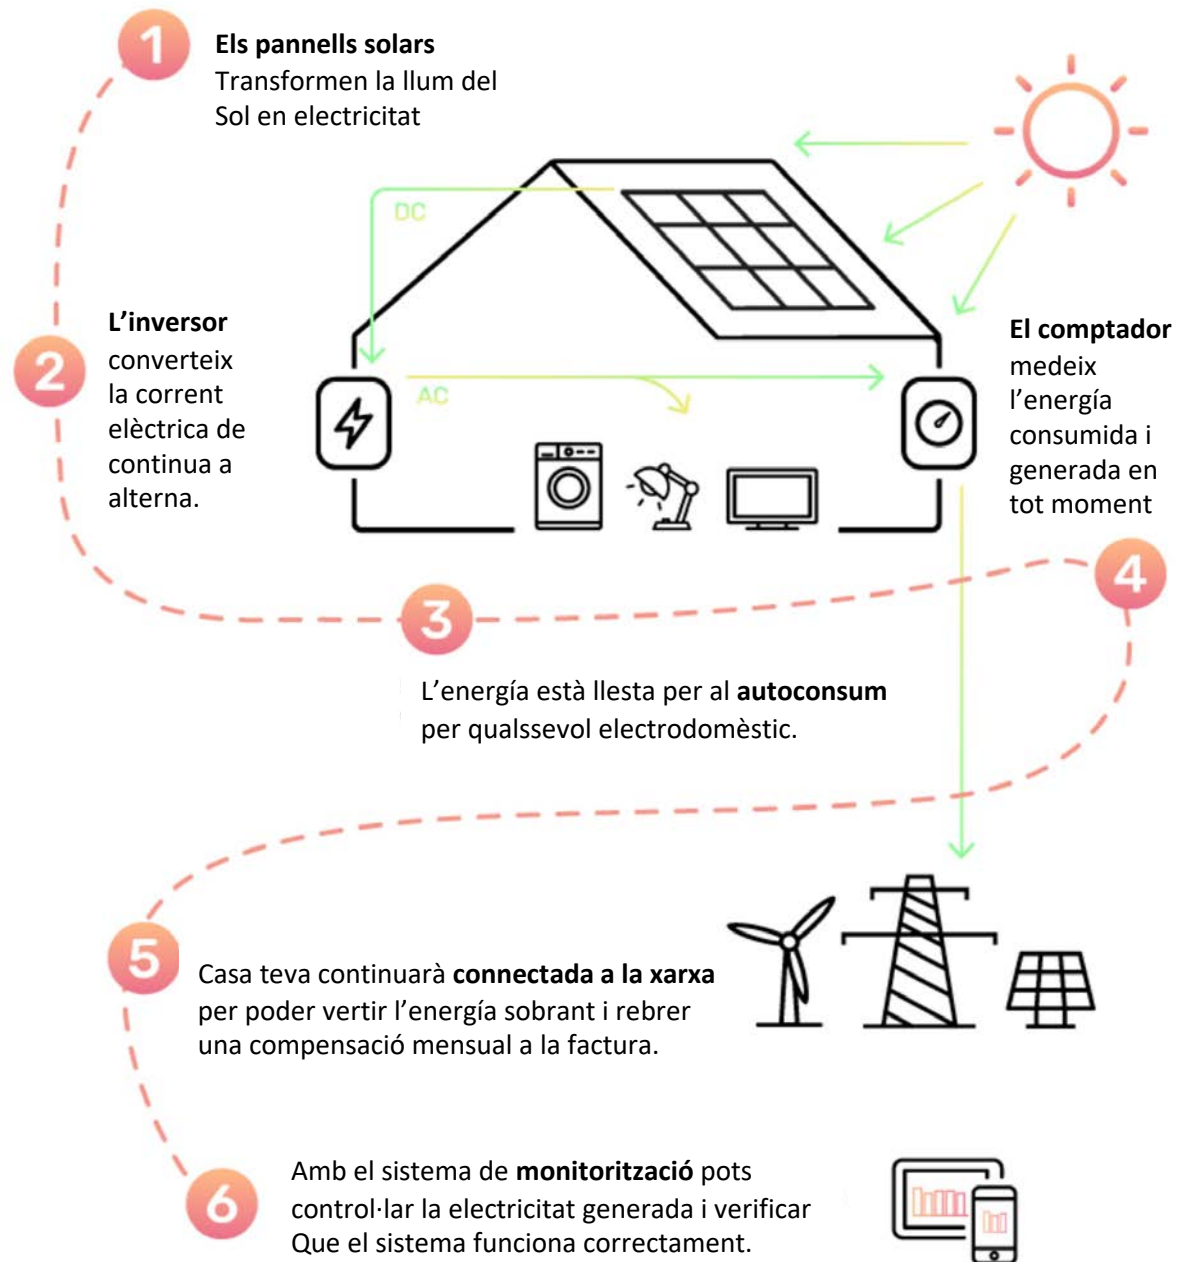 1
Els pannells solars
Transformen la llum del
Sol en electricitat
DC
2
L’inversor
converteix
la corrent
elèctrica de
continua a
alterna.
AC
El comptador
medeix
l’energía
consumida i
generada en
tot moment
3
4
L’energía està llesta per al autoconsum
per qualssevol electrodomèstic.
5
Casa teva continuarà connectada a la xarxa
per poder vertir l’energía sobrant i rebrer
una compensació mensual a la factura.
6
Amb el sistema de monitorització pots
control·lar la electricitat generada i verificar
Que el sistema funciona correctament.